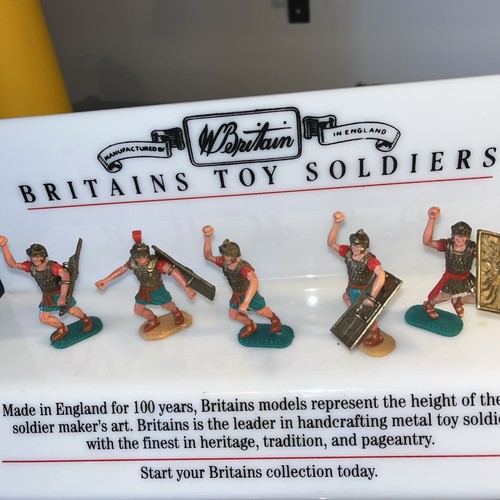 W. Britain
MANUFACTURED BY
IN ENGLAND
BRITAINS TOY SOLDIERS
Made in England for 100 years, Britains models represent the height of the
soldier maker's art. Britains is the leader in handcrafting metal toy
with the finest in heritage, tradition, and pageantry.
Start your Britains collection today.